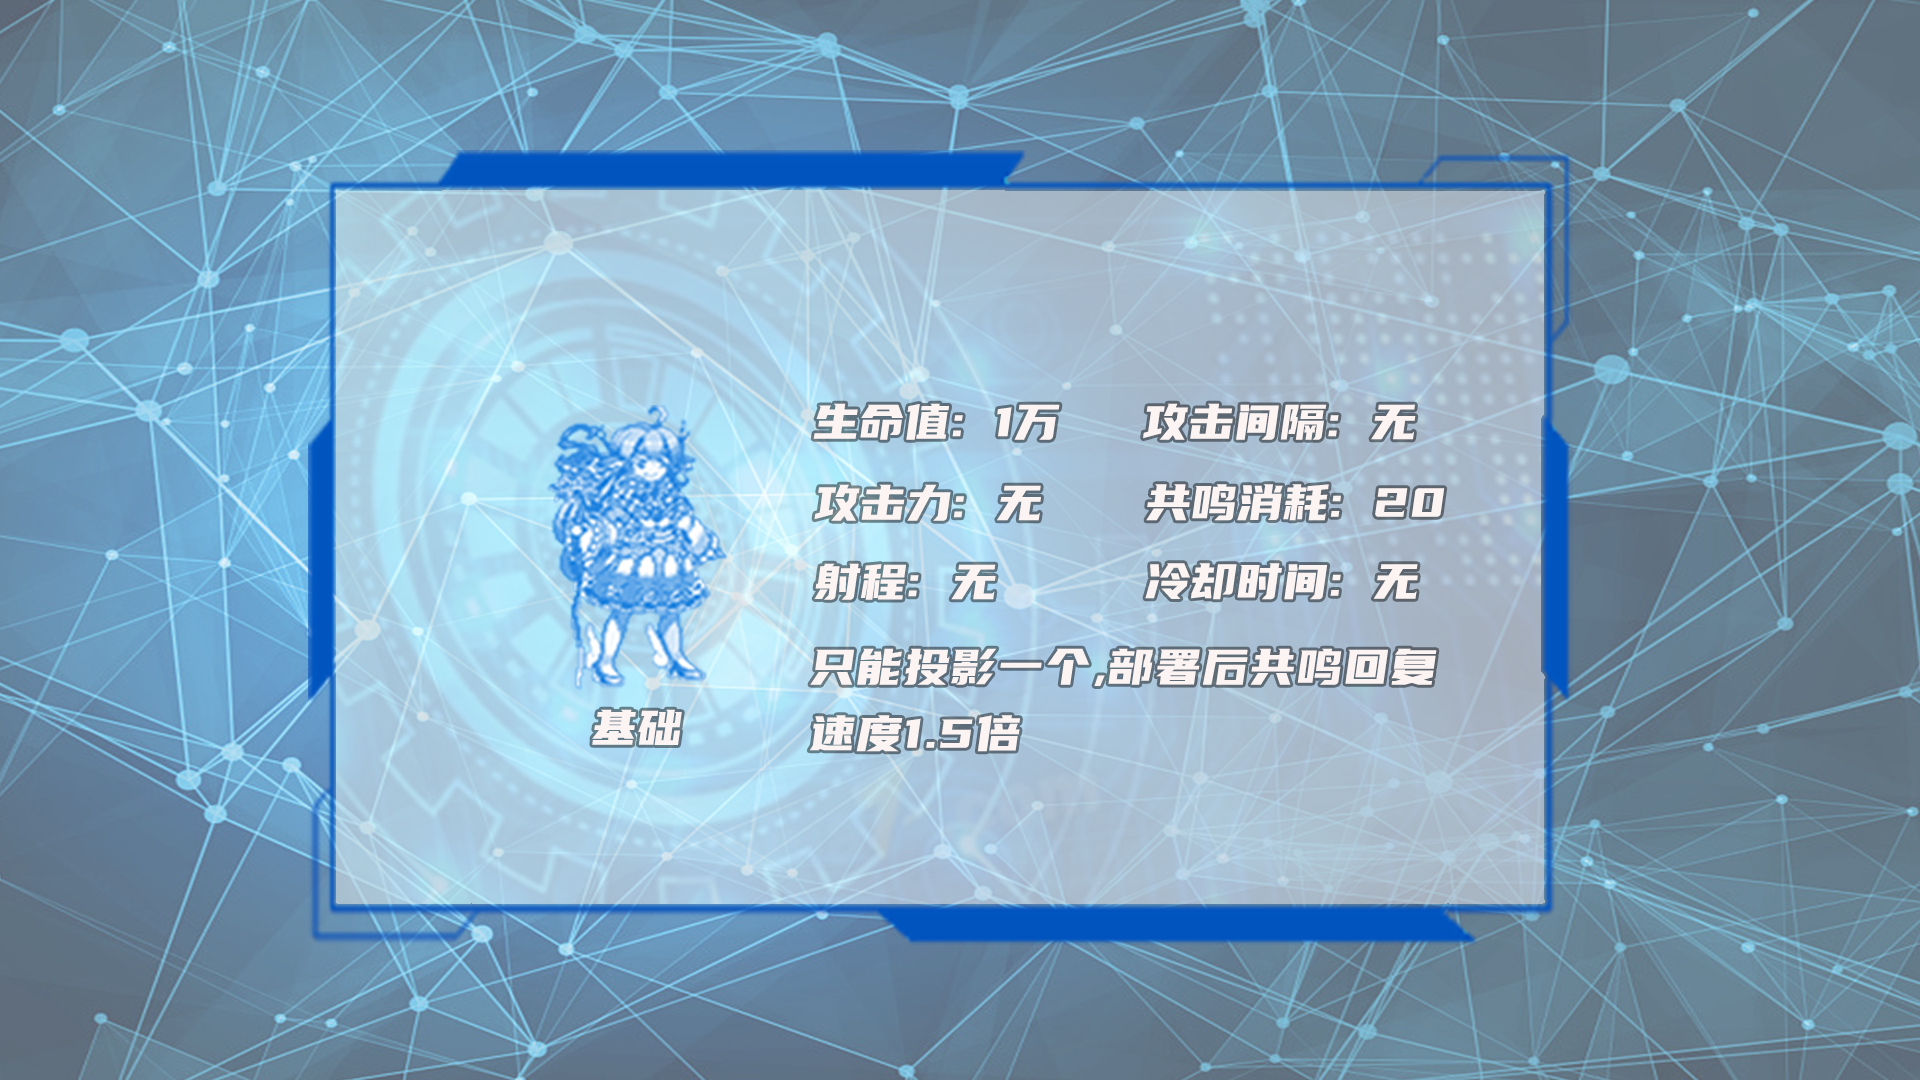 生命值: 1万 攻击间隔: 无
攻击力: 无 共鸣消耗: 20
射程: 无 冷却时间: 无
只能投影一个,部署后共鸣回复
速度1.5倍
基础